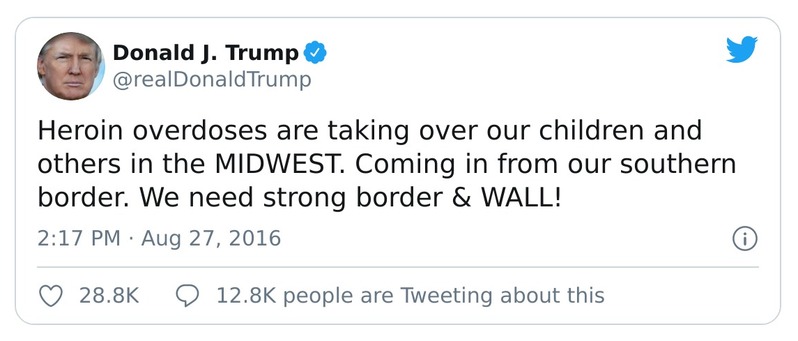 Donald J. Trump
@realDonaldTrump
Heroin overdoses are taking over our children and
others in the MIDWEST. Coming in from our southern
border. We need strong border & WALL!
2:17 PM · Aug 27, 2016
28.8K 12.8K people are Tweeting about this